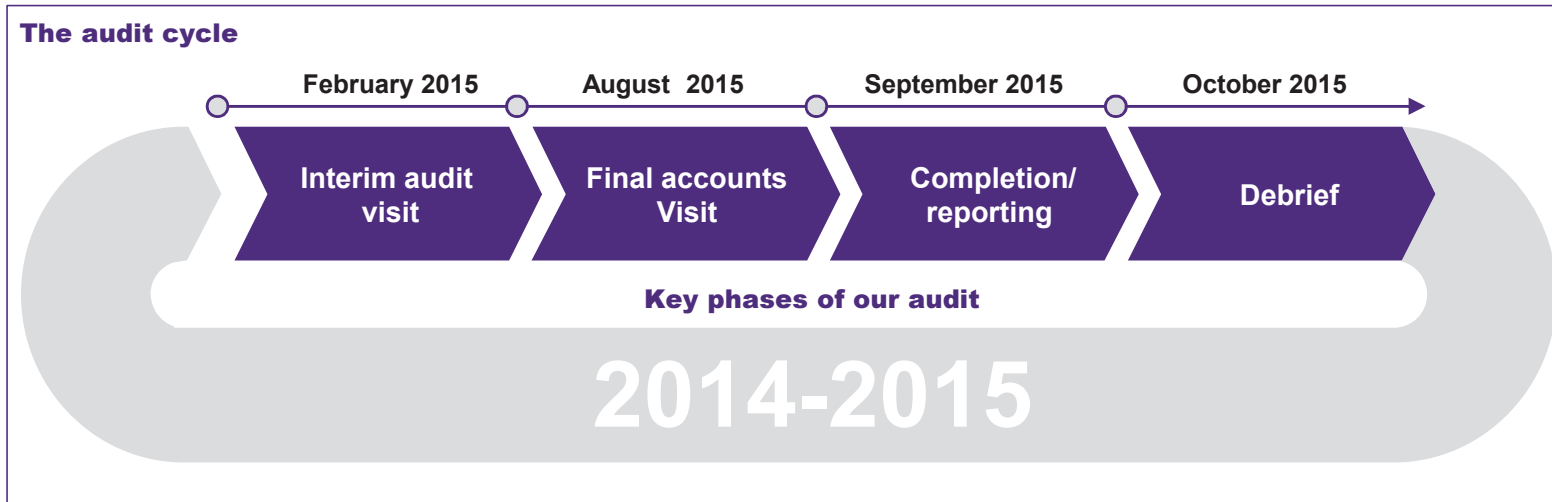 The audit cycle
February 2015
August 2015
September 2015
October 2015
Interim audit
visit
Final accounts
Visit
Completion/
reporting
Debrief
Key phases of our audit
2014-2015